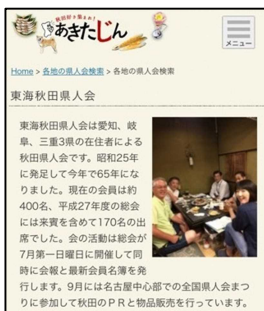 秋田好き集まれ！
あきたじん
メニュー
Home > 各地の県人会検索 > 各地の県人会検索
東海秋田県人会
東海秋田県人会は愛知、岐
阜、三重3県の在住者による
秋田県人会です。昭和25年
に発足して今年で65年にな
りました。現在の会員は約
400名、平成27年度の総会
には来賓を含めて170名の出
席でした。会の活動は総会が
7月第一日曜日に開催して同
時に会報と最新会員名簿を発
行します。9月には名古屋中心部での全国県人会まつ
りに参加して秋田のＰＲと物品販売を行っています。